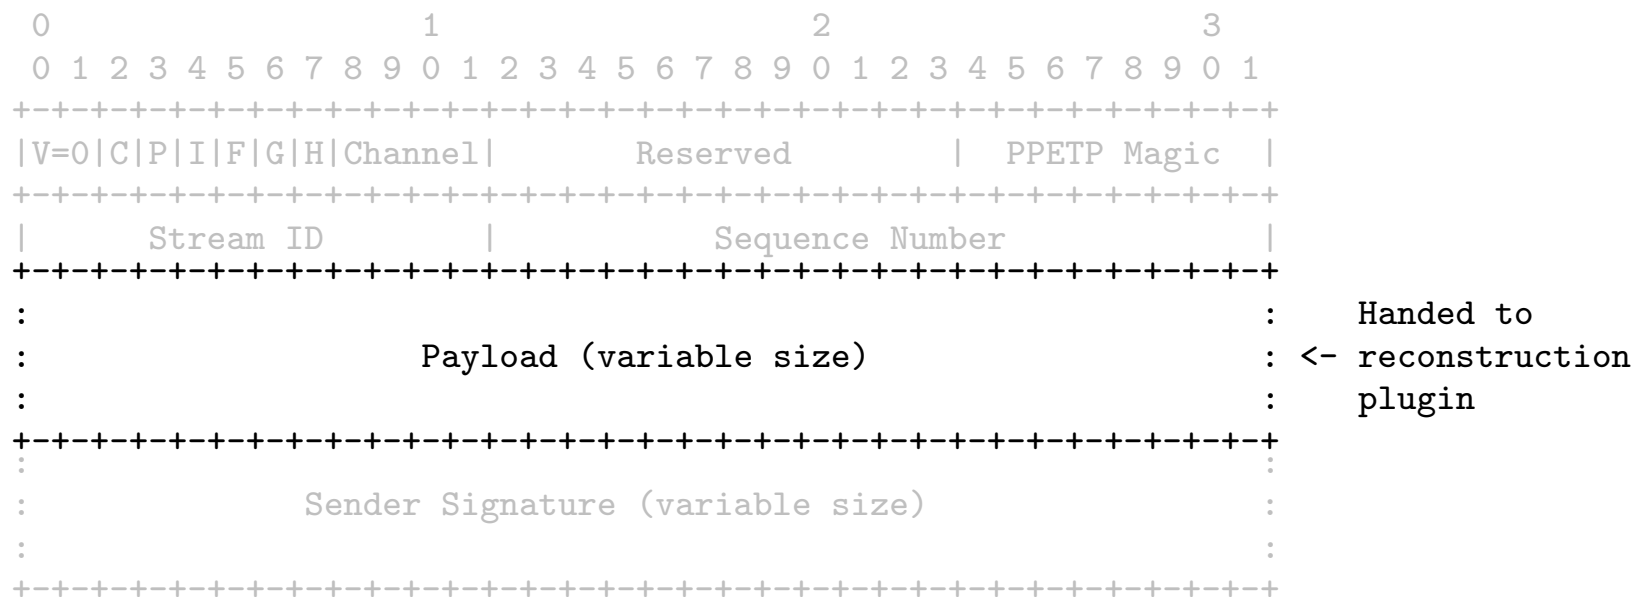 0                   1                   2                   3
0 1 2 3 4 5 6 7 8 9 0 1 2 3 4 5 6 7 8 9 0 1 2 3 4 5 6 7 8 9 0 1
+-+-+-+-+-+-+-+-+-+-+-+-+-+-+-+-+-+-+-+-+-+-+-+-+-+-+-+-+-+-+-+-+
|V=0|C|P|I|F|G|H|Channel|       Reserved        |  PPETP Magic  |
+-+-+-+-+-+-+-+-+-+-+-+-+-+-+-+-+-+-+-+-+-+-+-+-+-+-+-+-+-+-+-+-+
|      Stream ID        |           Sequence Number             |
+-+-+-+-+-+-+-+-+-+-+-+-+-+-+-+-+-+-+-+-+-+-+-+-+-+-+-+-+-+-+-+-+
:                                                               :    Handed to
:                    Payload (variable size)                    : <- reconstruction
:                                                               :    plugin
+-+-+-+-+-+-+-+-+-+-+-+-+-+-+-+-+-+-+-+-+-+-+-+-+-+-+-+-+-+-+-+-+
:                                                               :
:              Sender Signature (variable size)                 :
:                                                               :
+-+-+-+-+-+-+-+-+-+-+-+-+-+-+-+-+-+-+-+-+-+-+-+-+-+-+-+-+-+-+-+-+